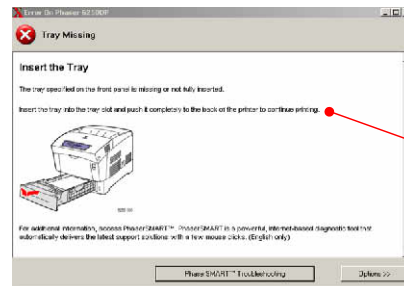 Error On Phaser 6250DP
Tray Missing
Insert the Tray
The tray specified on the front panel is missing or not fully inserted.
Insert the tray into the tray slot and push it completely to the back of the printer to continue printing.
For additional information, access PhaserSMART™. PhaserSMART is a powerful, internet-based diagnostic tool that
automatically delivers the latest support solutions with a few mouse clicks. (English only)
PhaserSMART™ Troubleshooting
Options >>